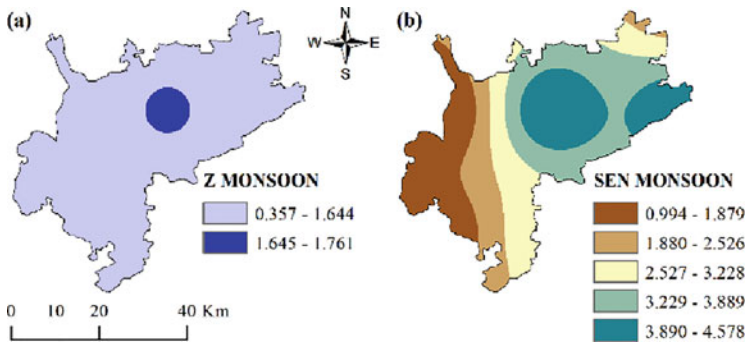 (a)
N
W E
S
Z MONSOON
0.357 - 1.644
1.645 - 1.761
0 10 20 40 Km
(b)
SEN MONSOON
0.994 - 1.879
1.880 - 2.526
2.527 - 3.228
3.229 - 3.889
3.890 - 4.578